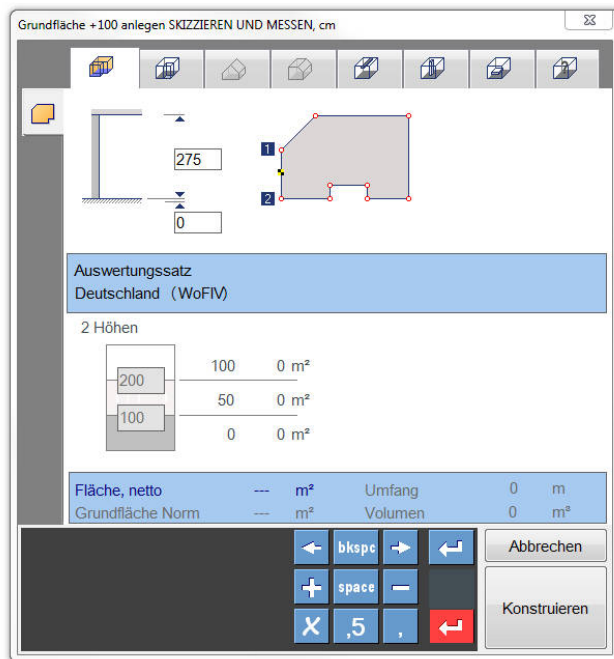 Grundfläche +100 anlegen SKIZZIEREN UND MESSEN, cm
275
0
1
2
Auswertungssatz
Deutschland (WoFIV)
2 Höhen
200
100
100 0 m²
50 0 m²
0 0 m²
Fläche, netto --- m² Umfang 0 m
Grundfläche Norm --- m² Volumen 0 m³
bkspc
Abbrechen
+ space −
Konstruieren
X ,5 ,